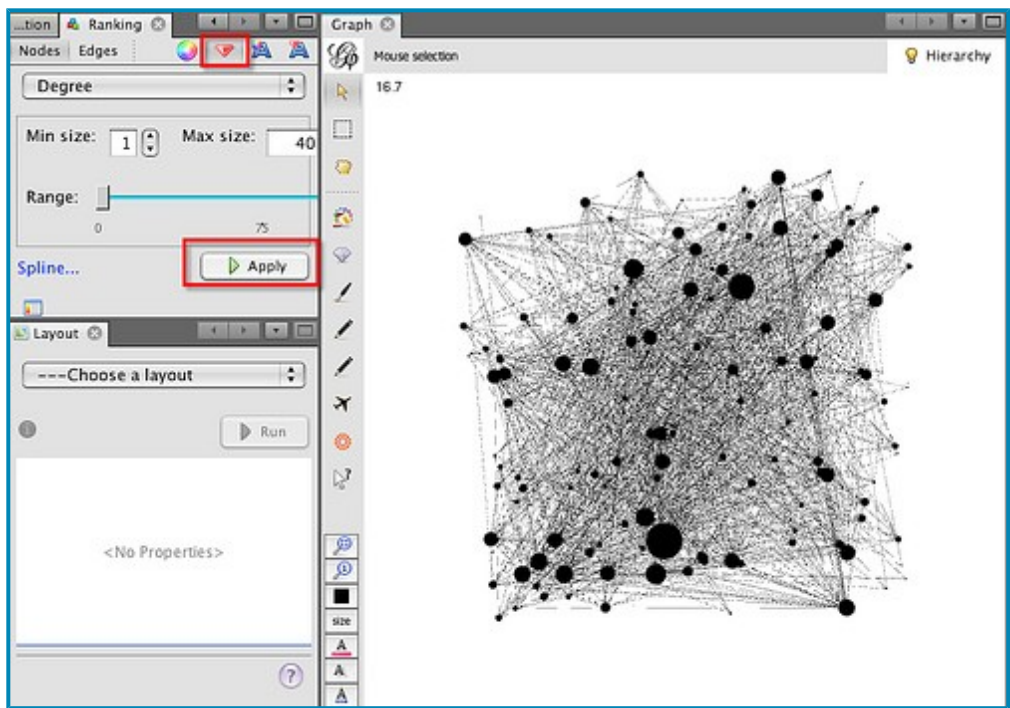 ...tion Ranking
Nodes Edges
Degree
Min size: 1 Max size: 40
Range:
0 75
Spline... Apply
Layout
---Choose a layout
Run
<No Properties>
?
Graph
Mouse selection
Hierarchy
16.7
size
A
A
A